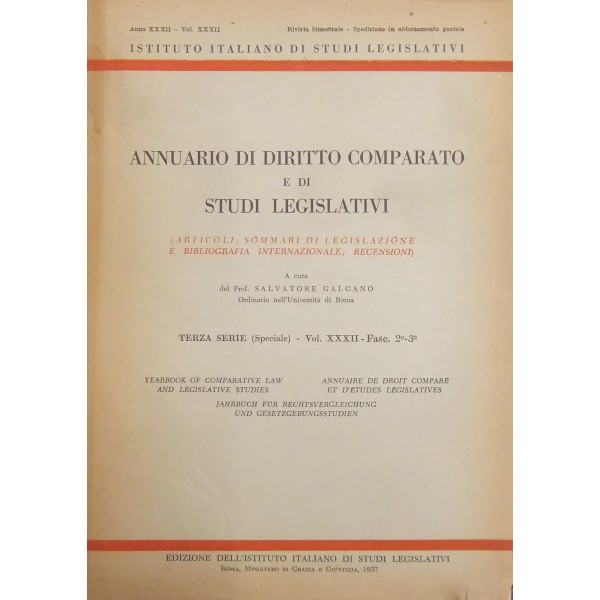 Anno XXXII - Vol. XXXII Rivista bimestrale - Spedizione in abbonamento postale
ISTITUTO ITALIANO DI STUDI LEGISLATIVI
ANNUARIO DI DIRITTO COMPARATO
E DI
STUDI LEGISLATIVI
(ARTICOLI; SOMMARI DI LEGISLAZIONE
E BIBLIOGRAFIA INTERNAZIONALE; RECENSIONI)
A cura
del Prof. SALVATORE GALGANO
Ordinario nell'Università di Roma
TERZA SERIE (Speciale) - Vol. XXXII - Fasc. 2º-3º
YEARBOOK OF COMPARATIVE LAW
AND LEGISLATIVE STUDIES
ANNUAIRE DE DROIT COMPARÉ
ET D'ÉTUDES LÉGISLATIVES
JAHRBUCH FÜR RECHTSVERGLEICHUNG
UND GESETZGEBUNGSSTUDIEN
EDIZIONE DELL'ISTITUTO ITALIANO DI STUDI LEGISLATIVI
ROMA, MINISTERO DI GRAZIA E GIUSTIZIA, 1957